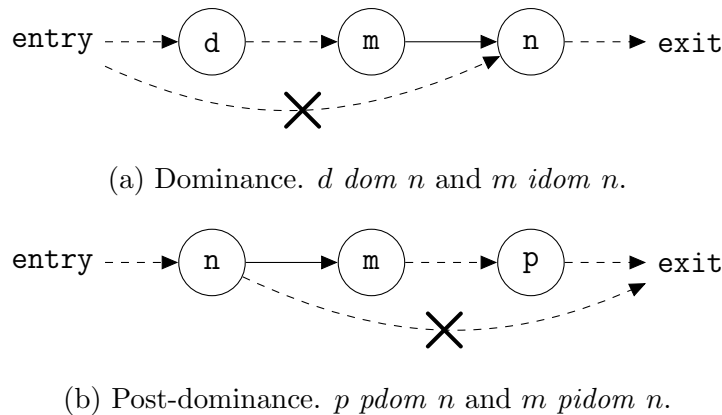 entry d m n exit
(a) Dominance. d dom n and m idom n.
entry n m p exit
(b) Post-dominance. p pdom n and m pidom n.